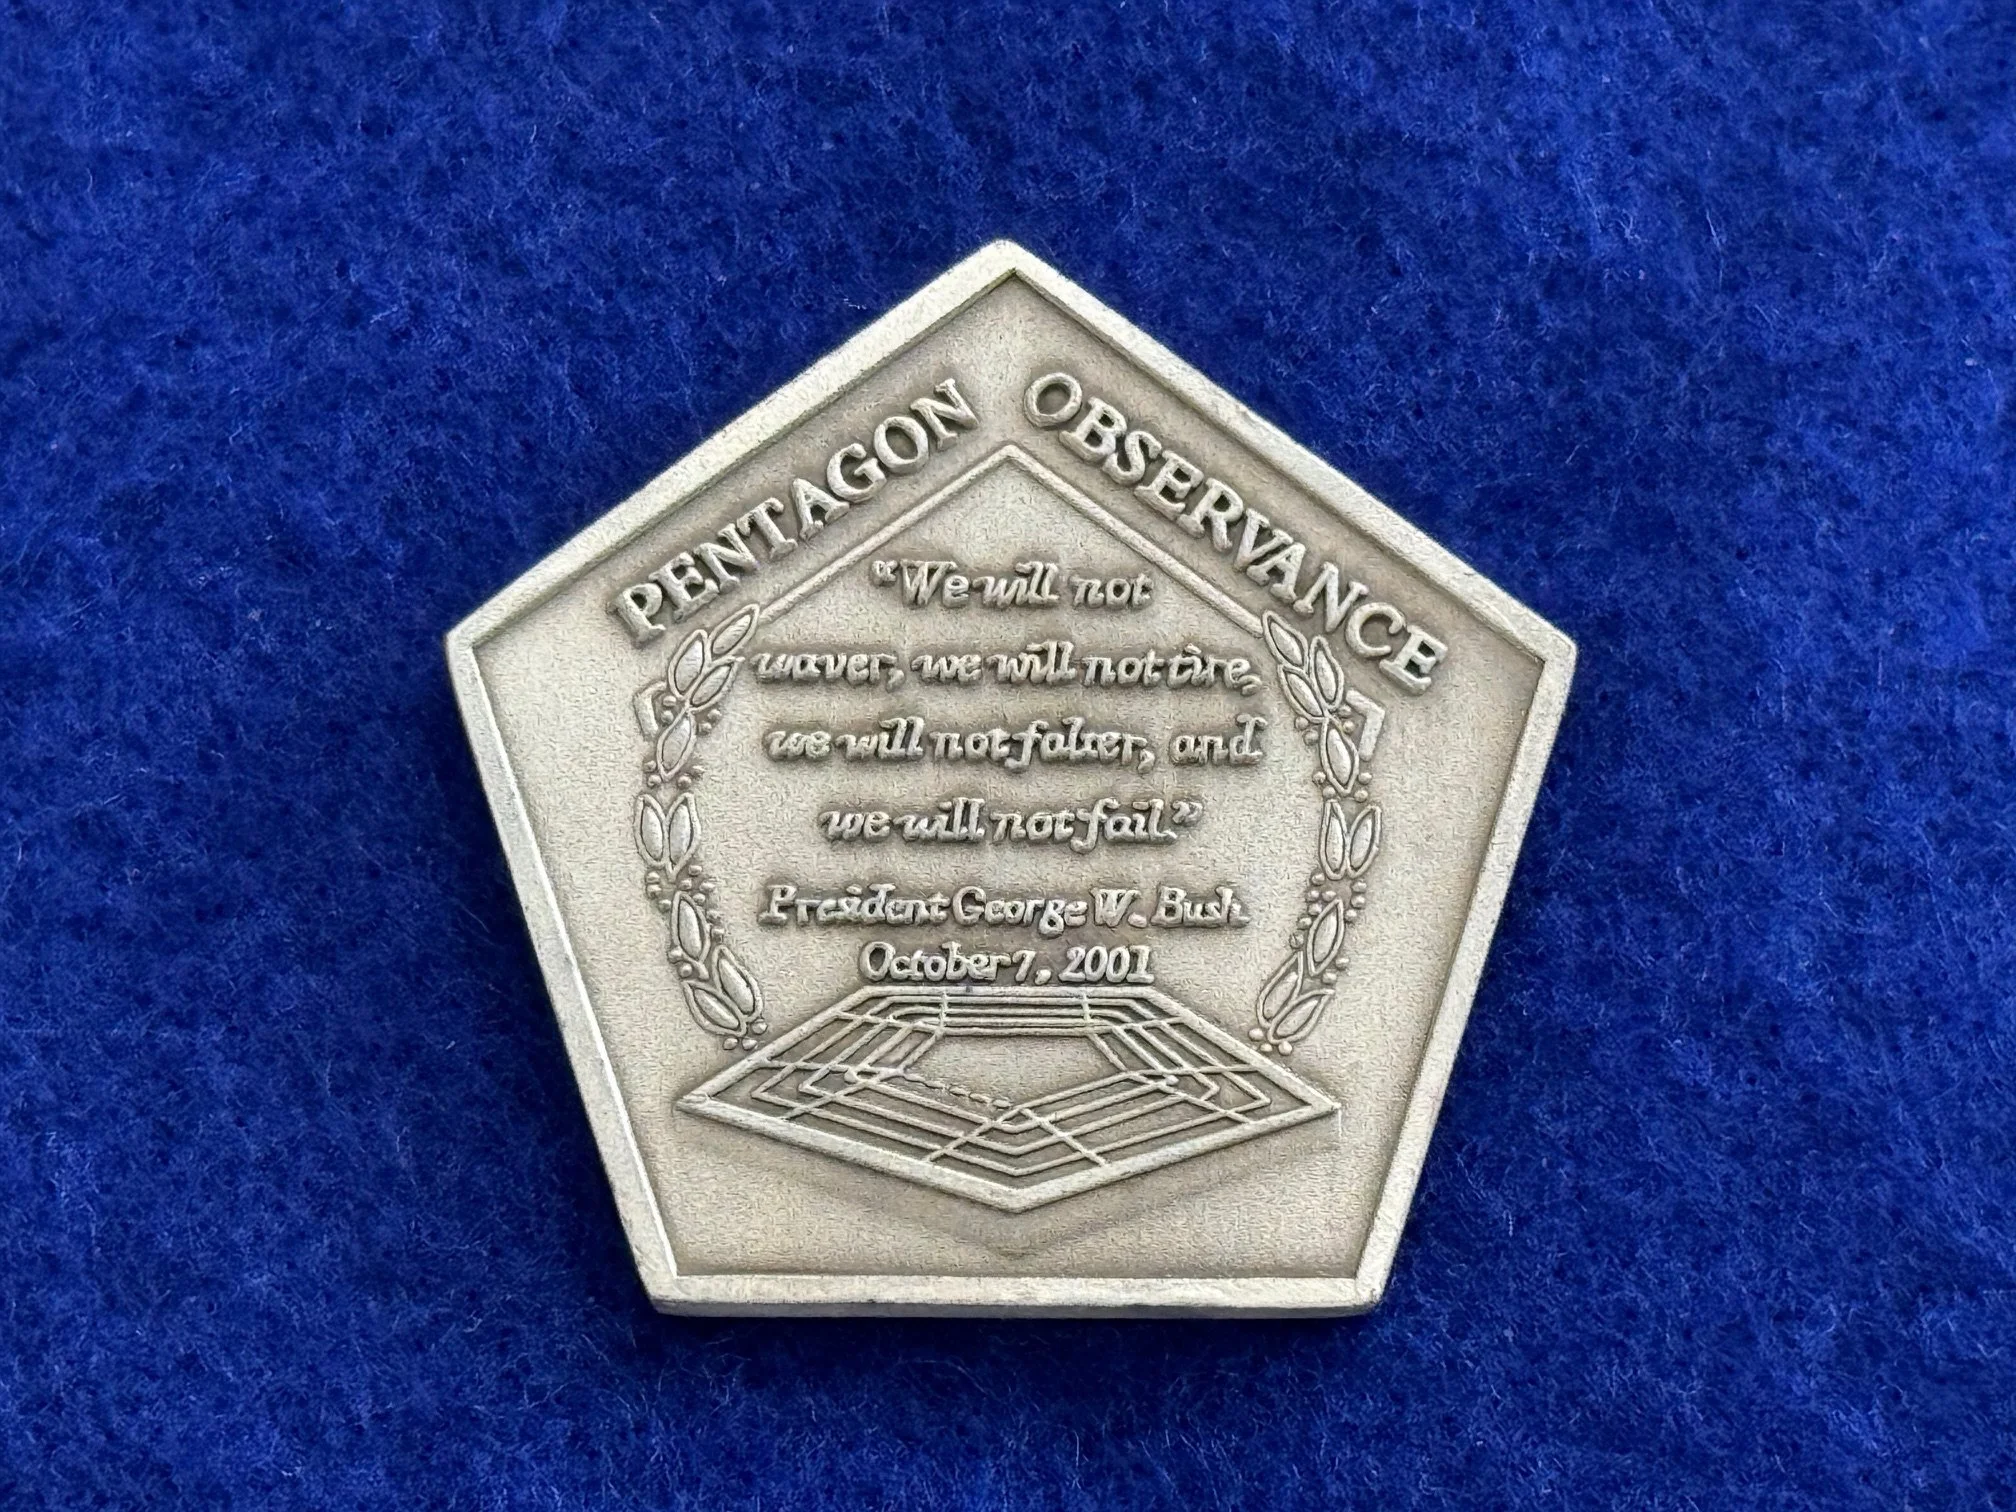 PENTAGON OBSERVANCE
“We will not
waver, we will not tire,
we will not falter, and
we will not fail.”
President George W. Bush
October 7, 2001